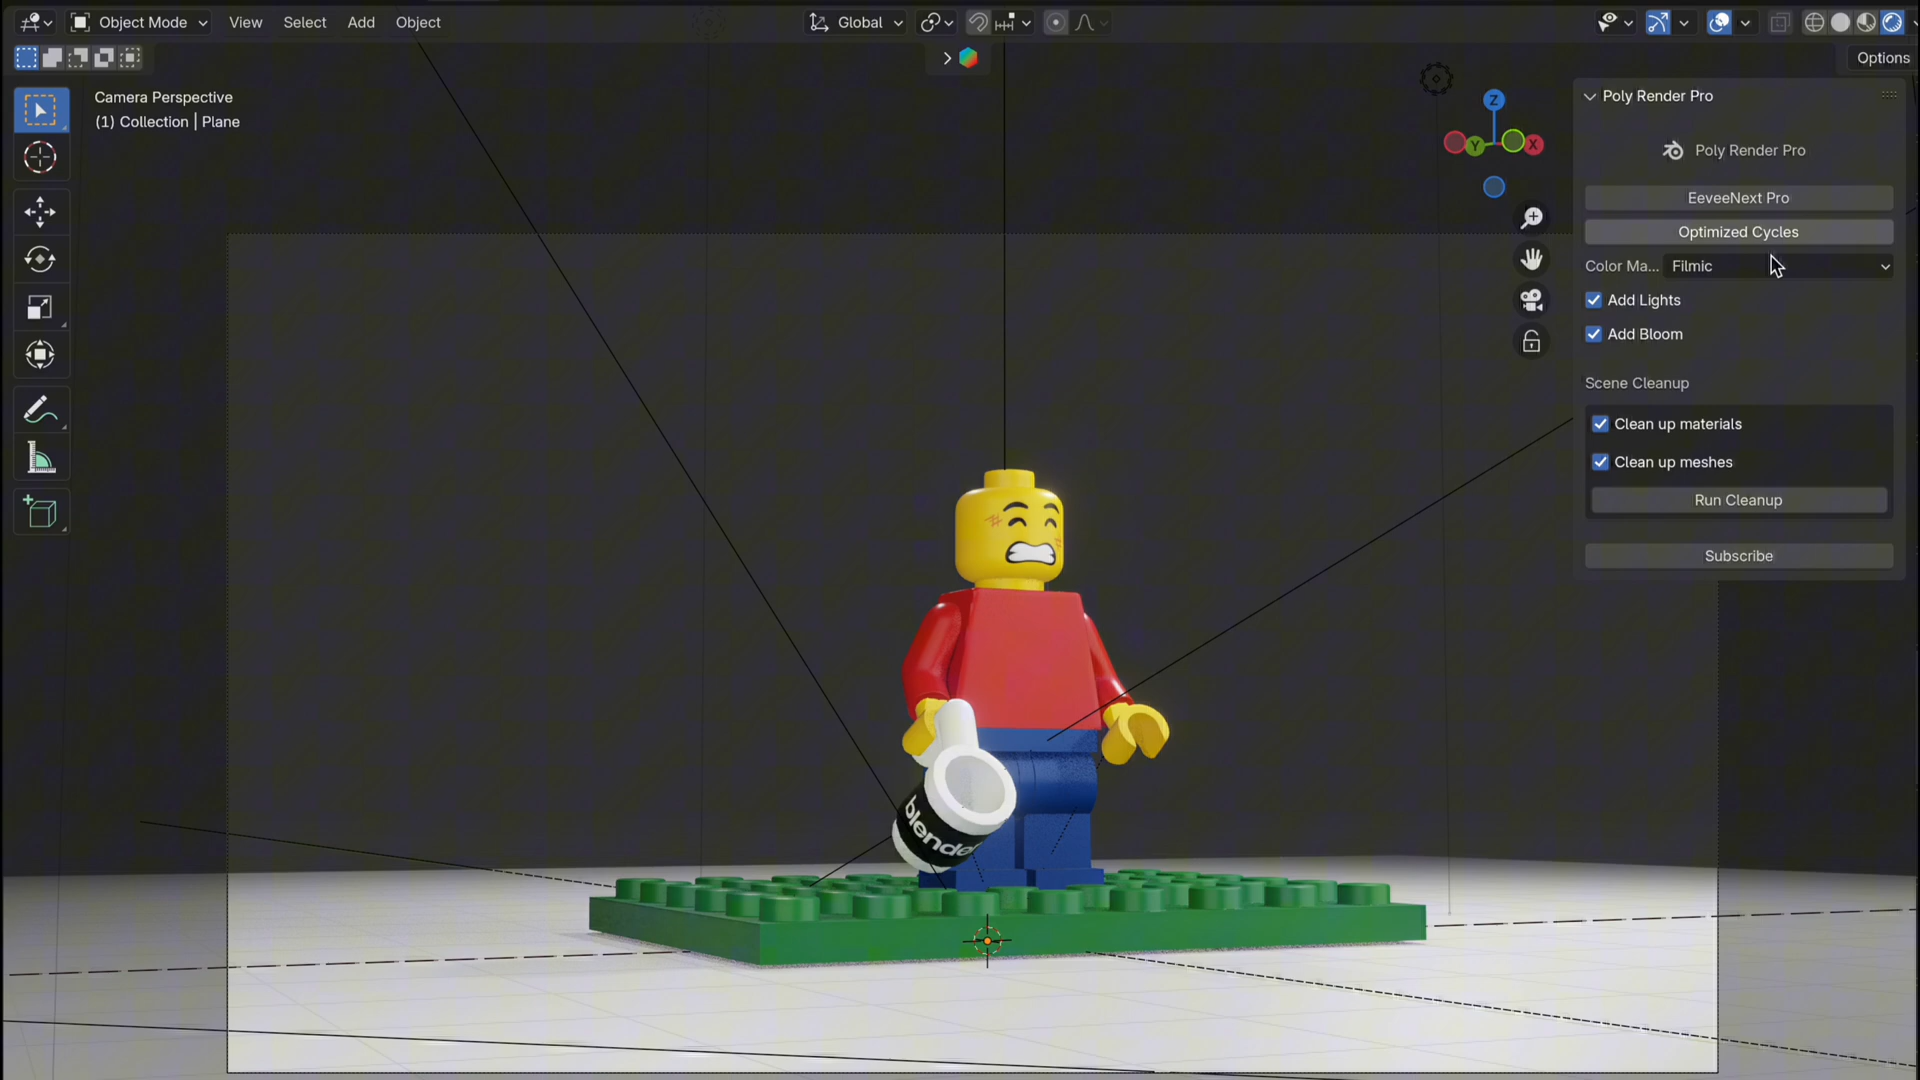 Object Mode View Select Add Object Global
Options
Camera Perspective
(1) Collection | Plane
Z
Y
X
Poly Render Pro
Poly Render Pro
EeveeNext Pro
Optimized Cycles
Color Ma... Filmic
Add Lights
Add Bloom
Scene Cleanup
Clean up materials
Clean up meshes
Run Cleanup
Subscribe
blender